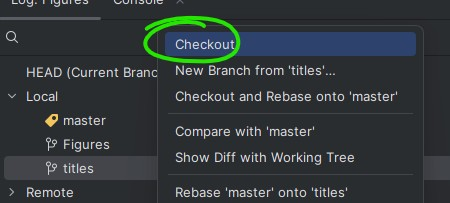 Log: Figures
Console
Checkout
HEAD (Current Branc
New Branch from 'titles'...
Local
Checkout and Rebase onto 'master'
master
Compare with 'master'
Figures
Show Diff with Working Tree
titles
Remote
Rebase 'master' onto 'titles'